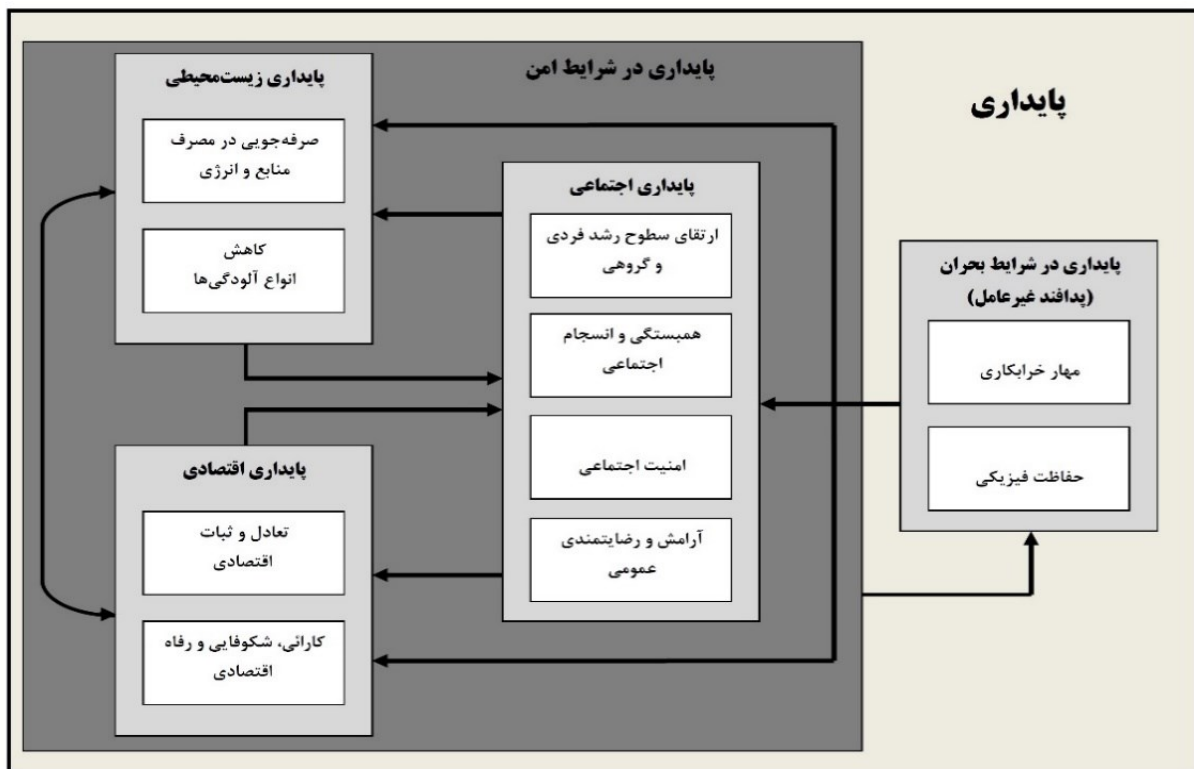 پایداری
پایداری در شرایط امن
پایداری در شرایط بحران
(پدافند غیرعامل)
مهار خرابکاری
حفاظت فیزیکی
پایداری اجتماعی
ارتقای سطوح رشد فردی
و گروهی
همبستگی و انسجام
اجتماعی
امنیت اجتماعی
آرامش و رضایتمندی
عمومی
پایداری زیست‌محیطی
صرفه‌جویی در مصرف
منابع و انرژی
کاهش
انواع آلودگی‌ها
پایداری اقتصادی
تعادل و ثبات
اقتصادی
کارائی، شکوفایی و رفاه
اقتصادی